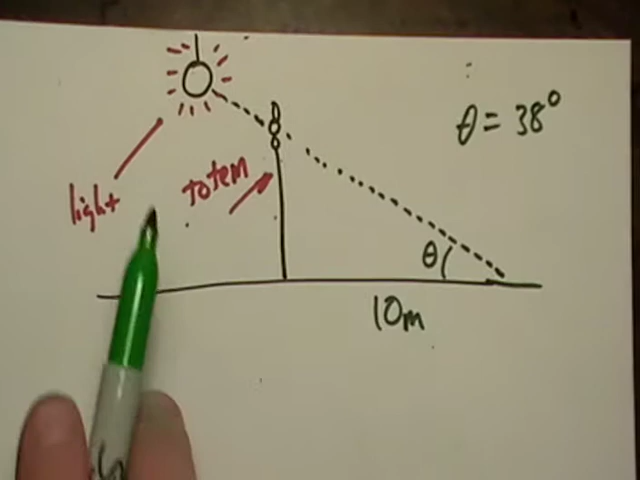 θ = 38°
light
totem
θ
10m